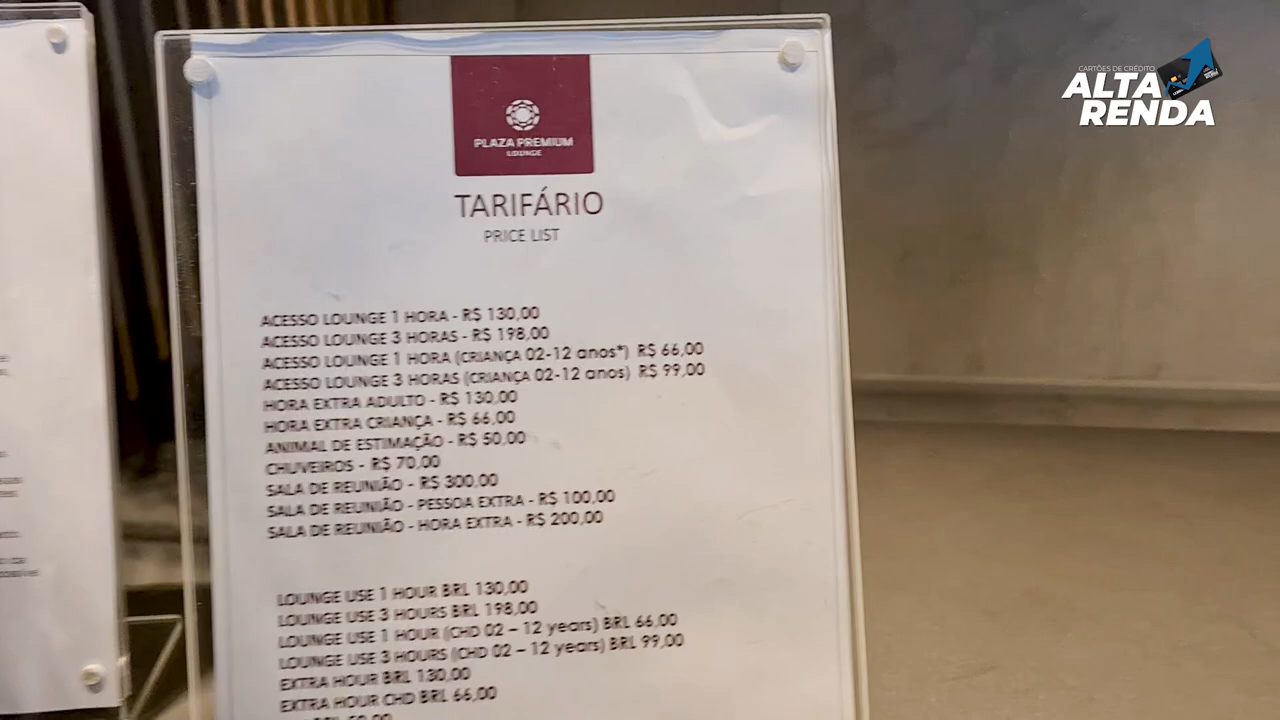 CARTÕES DE CRÉDITO
ALTA
RENDA
PLAZA PREMIUM
LOUNGE
TARIFÁRIO
PRICE LIST
ACESSO LOUNGE 1 HORA - R$ 130,00
ACESSO LOUNGE 3 HORAS - R$ 198,00
ACESSO LOUNGE 1 HORA (CRIANÇA 02-12 anos*) R$ 66,00
ACESSO LOUNGE 3 HORAS (CRIANÇA 02-12 anos) R$ 99,00
HORA EXTRA ADULTO - R$ 130,00
HORA EXTRA CRIANÇA - R$ 66,00
ANIMAL DE ESTIMAÇÃO - R$ 50,00
CHUVEIROS - R$ 70,00
SALA DE REUNIÃO - R$ 300,00
SALA DE REUNIÃO - PESSOA EXTRA - R$ 100,00
SALA DE REUNIÃO - HORA EXTRA - R$ 200,00
LOUNGE USE 1 HOUR BRL 130,00
LOUNGE USE 3 HOURS BRL 198,00
LOUNGE USE 1 HOUR (CHD 02 – 12 years) BRL 66,00
LOUNGE USE 3 HOURS (CHD 02 – 12 years) BRL 99,00
EXTRA HOUR BRL 130,00
EXTRA HOUR CHD BRL 66,00